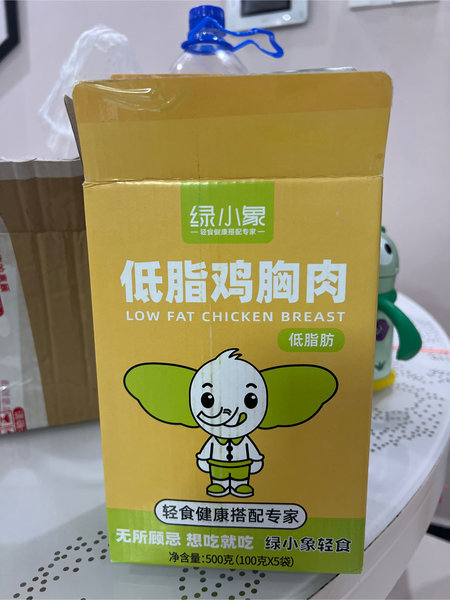 绿小象
轻食健康搭配专家
低脂鸡胸肉
LOW FAT CHICKEN BREAST
低脂肪
轻食健康搭配专家
无所顾忌 想吃就吃 绿小象轻食
净含量:500克(100克X5袋)